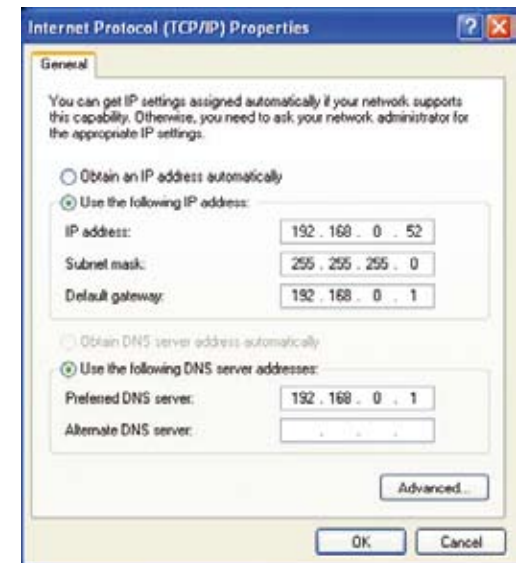 Internet Protocol (TCP/IP) Properties
General
You can get IP settings assigned automatically if your network supports
this capability. Otherwise, you need to ask your network administrator for
the appropriate IP settings.
Obtain an IP address automatically
Use the following IP address:
IP address: 192 . 168 . 0 . 52
Subnet mask: 255 . 255 . 255 . 0
Default gateway: 192 . 168 . 0 . 1
Obtain DNS server address automatically
Use the following DNS server addresses:
Preferred DNS server: 192 . 168 . 0 . 1
Alternate DNS server: . . .
Advanced...
OK Cancel